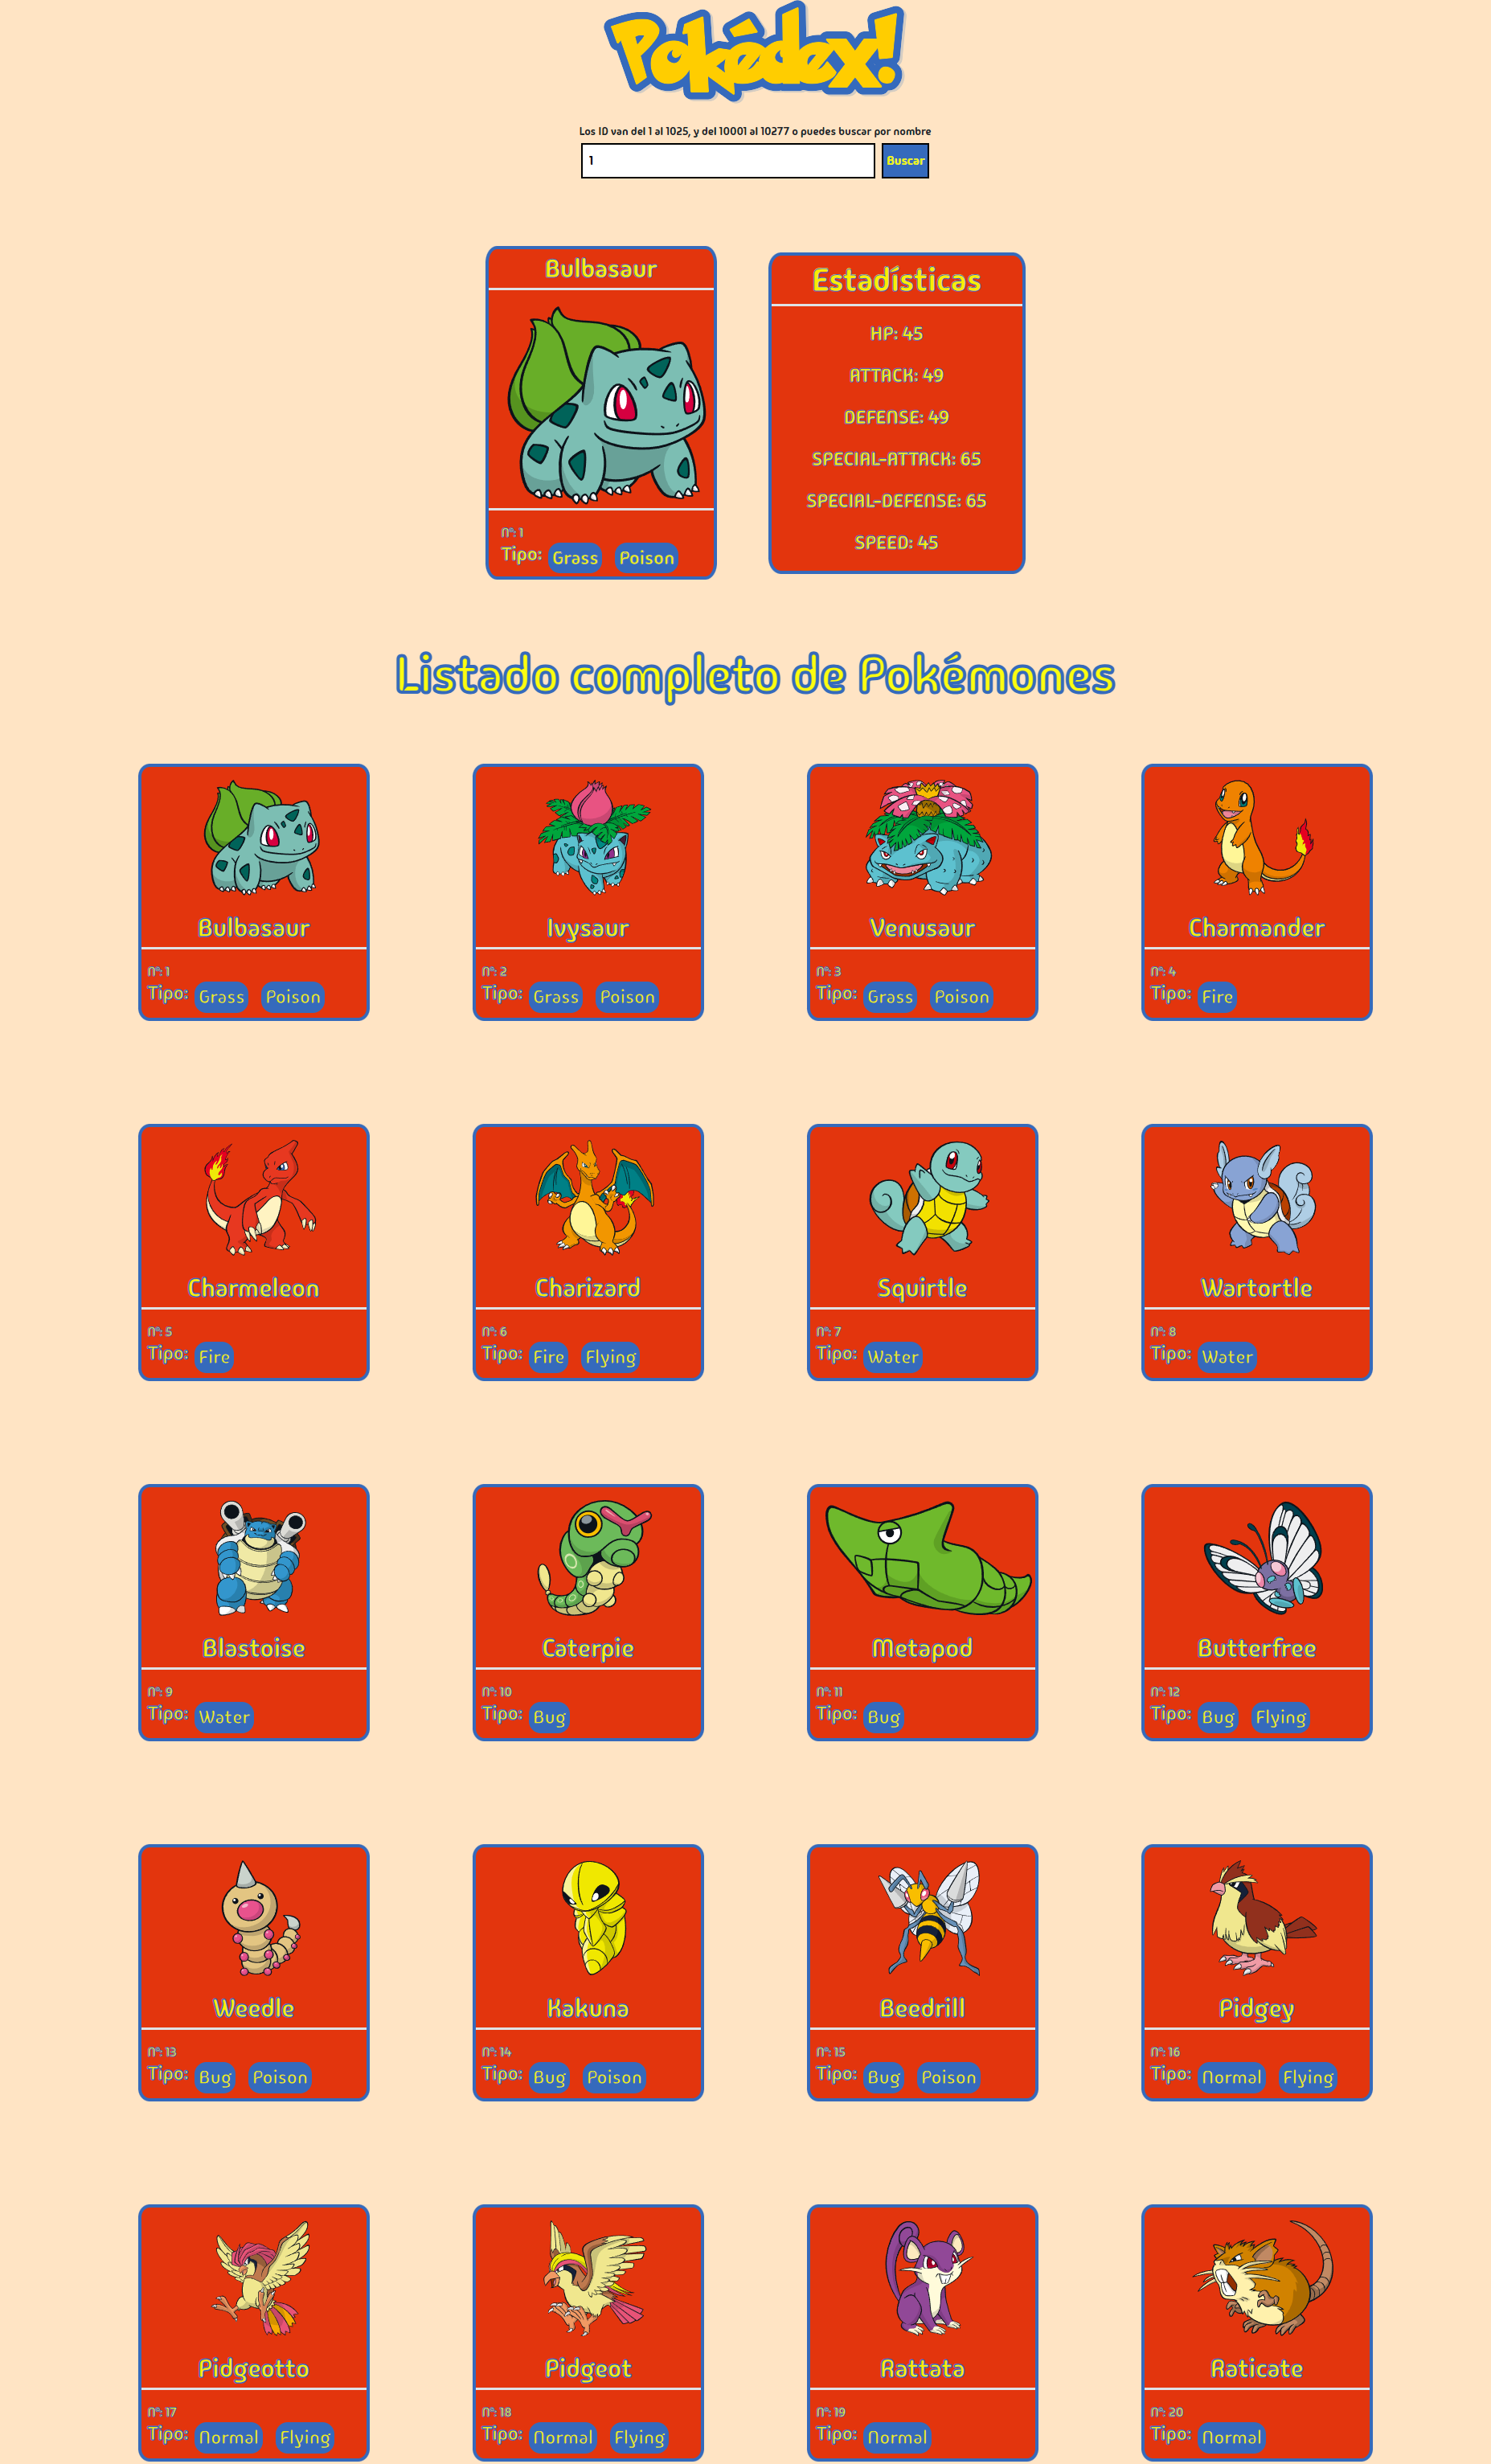 Pokédex!
Los ID van del 1 al 1025, y del 10001 al 10277 o puedes buscar por nombre
1 Buscar
Bulbasaur
Nº: 1
Tipo: Grass Poison
Estadísticas
HP: 45
ATTACK: 49
DEFENSE: 49
SPECIAL-ATTACK: 65
SPECIAL-DEFENSE: 65
SPEED: 45
Listado completo de Pokémones
Bulbasaur
Nº: 1
Tipo: Grass Poison
Ivysaur
Nº: 2
Tipo: Grass Poison
Venusaur
Nº: 3
Tipo: Grass Poison
Charmander
Nº: 4
Tipo: Fire
Charmeleon
Nº: 5
Tipo: Fire
Charizard
Nº: 6
Tipo: Fire Flying
Squirtle
Nº: 7
Tipo: Water
Wartortle
Nº: 8
Tipo: Water
Blastoise
Nº: 9
Tipo: Water
Caterpie
Nº: 10
Tipo: Bug
Metapod
Nº: 11
Tipo: Bug
Butterfree
Nº: 12
Tipo: Bug Flying
Weedle
Nº: 13
Tipo: Bug Poison
Kakuna
Nº: 14
Tipo: Bug Poison
Beedrill
Nº: 15
Tipo: Bug Poison
Pidgey
Nº: 16
Tipo: Normal Flying
Pidgeotto
Nº: 17
Tipo: Normal Flying
Pidgeot
Nº: 18
Tipo: Normal Flying
Rattata
Nº: 19
Tipo: Normal
Raticate
Nº: 20
Tipo: Normal